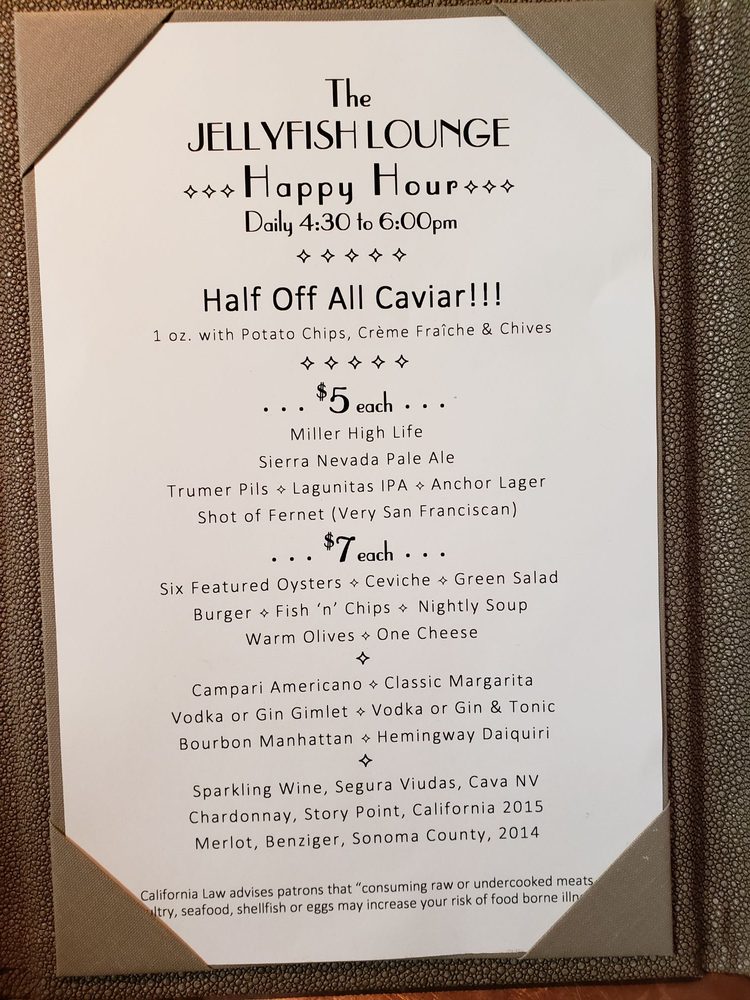 The
JELLYFISH LOUNGE
✧✧✧Happy Hour✧✧✧
Daily 4:30 to 6:00pm
✧ ✧ ✧ ✧ ✧
Half Off All Caviar!!!
1 oz. with Potato Chips, Crème Fraîche & Chives
✧ ✧ ✧ ✧ ✧
. . . $5 each . . .
Miller High Life
Sierra Nevada Pale Ale
Trumer Pils ✧ Lagunitas IPA ✧ Anchor Lager
Shot of Fernet (Very San Franciscan)
. . . $7 each . . .
Six Featured Oysters ✧ Ceviche ✧ Green Salad
Burger ✧ Fish ‘n’ Chips ✧ Nightly Soup
Warm Olives ✧ One Cheese
✧
Campari Americano ✧ Classic Margarita
Vodka or Gin Gimlet ✧ Vodka or Gin & Tonic
Bourbon Manhattan ✧ Hemingway Daiquiri
✧
Sparkling Wine, Segura Viudas, Cava NV
Chardonnay, Story Point, California 2015
Merlot, Benziger, Sonoma County, 2014
California Law advises patrons that “consuming raw or undercooked meats
seafood, shellfish or eggs may increase your risk of food borne